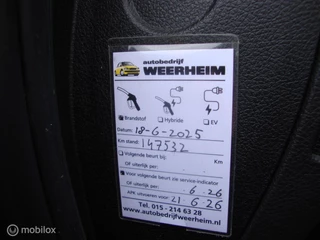 autobedrijf
WEERHEIM
Brandstof Hybride EV
Datum: 18-6-2025
Km stand: 147532
Volgende beurt bij: Km
OF uiterlijk per:
Voor volgende beurt zie service-indicator
OF uiterlijk per: 6 . 26
APK uitvoeren voor: 21 . 6 . 26
Tel. 015 - 214 63 28
www.autobedrijfweerheim.nl
mobilox